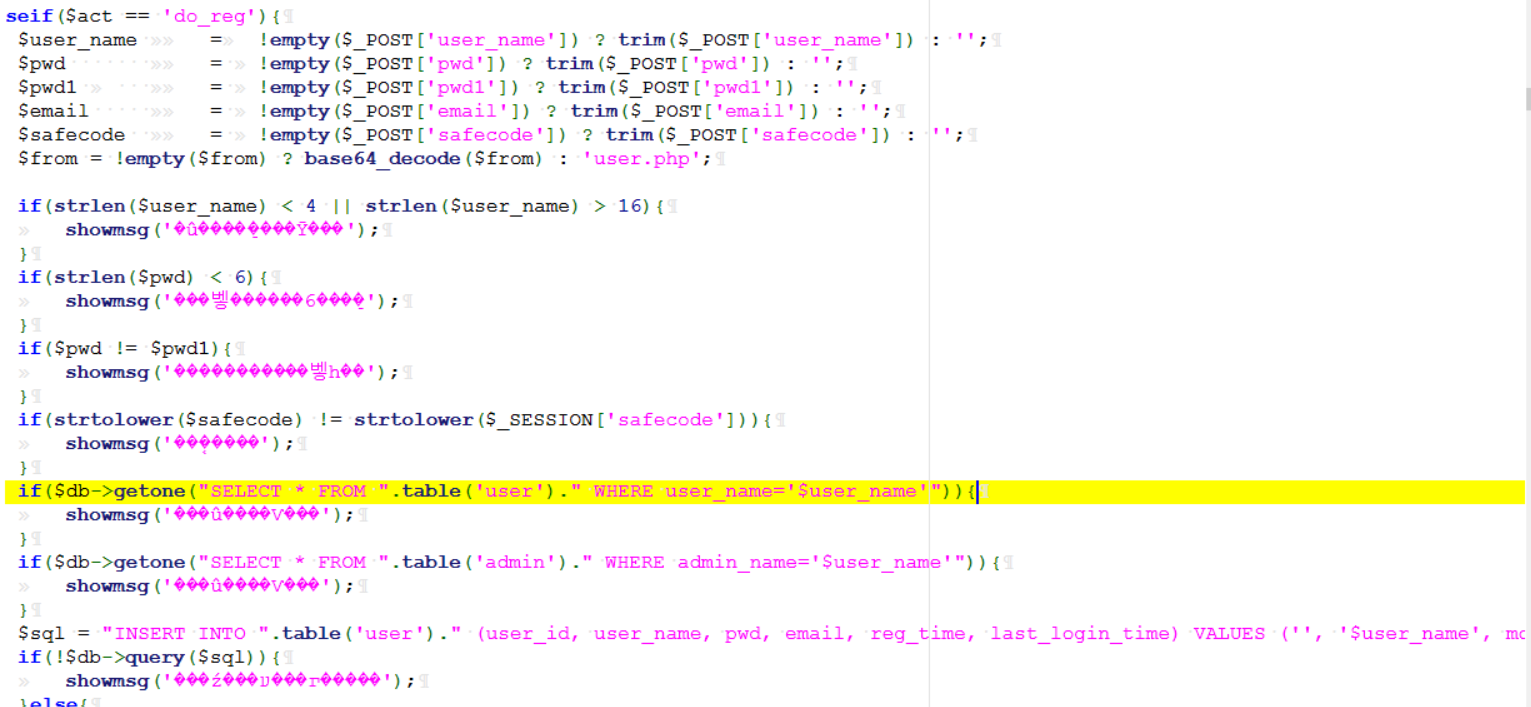 seif($act == 'do_reg'){
$user_name = !empty($_POST['user_name']) ? trim($_POST['user_name']) : '';
$pwd = !empty($_POST['pwd']) ? trim($_POST['pwd']) : '';
$pwd1 = !empty($_POST['pwd1']) ? trim($_POST['pwd1']) : '';
$email = !empty($_POST['email']) ? trim($_POST['email']) : '';
$safecode = !empty($_POST['safecode']) ? trim($_POST['safecode']) : '';
$from = !empty($from) ? base64_decode($from) : 'user.php';
if(strlen($user_name) < 4 || strlen($user_name) > 16){
showmsg('');
}
if(strlen($pwd) < 6){
showmsg('6');
}
if($pwd != $pwd1){
showmsg('');
}
if(strtolower($safecode) != strtolower($_SESSION['safecode'])){
showmsg('');
}
if($db->getone("SELECT * FROM ".table('user')." WHERE user_name='$user_name'")){
showmsg('');
}
if($db->getone("SELECT * FROM ".table('admin')." WHERE admin_name='$user_name'")){
showmsg('');
}
$sql = "INSERT INTO ".table('user')." (user_id, user_name, pwd, email, reg_time, last_login_time) VALUES ('', '$user_name',
if(!$db->query($sql)){
showmsg('');
}else{